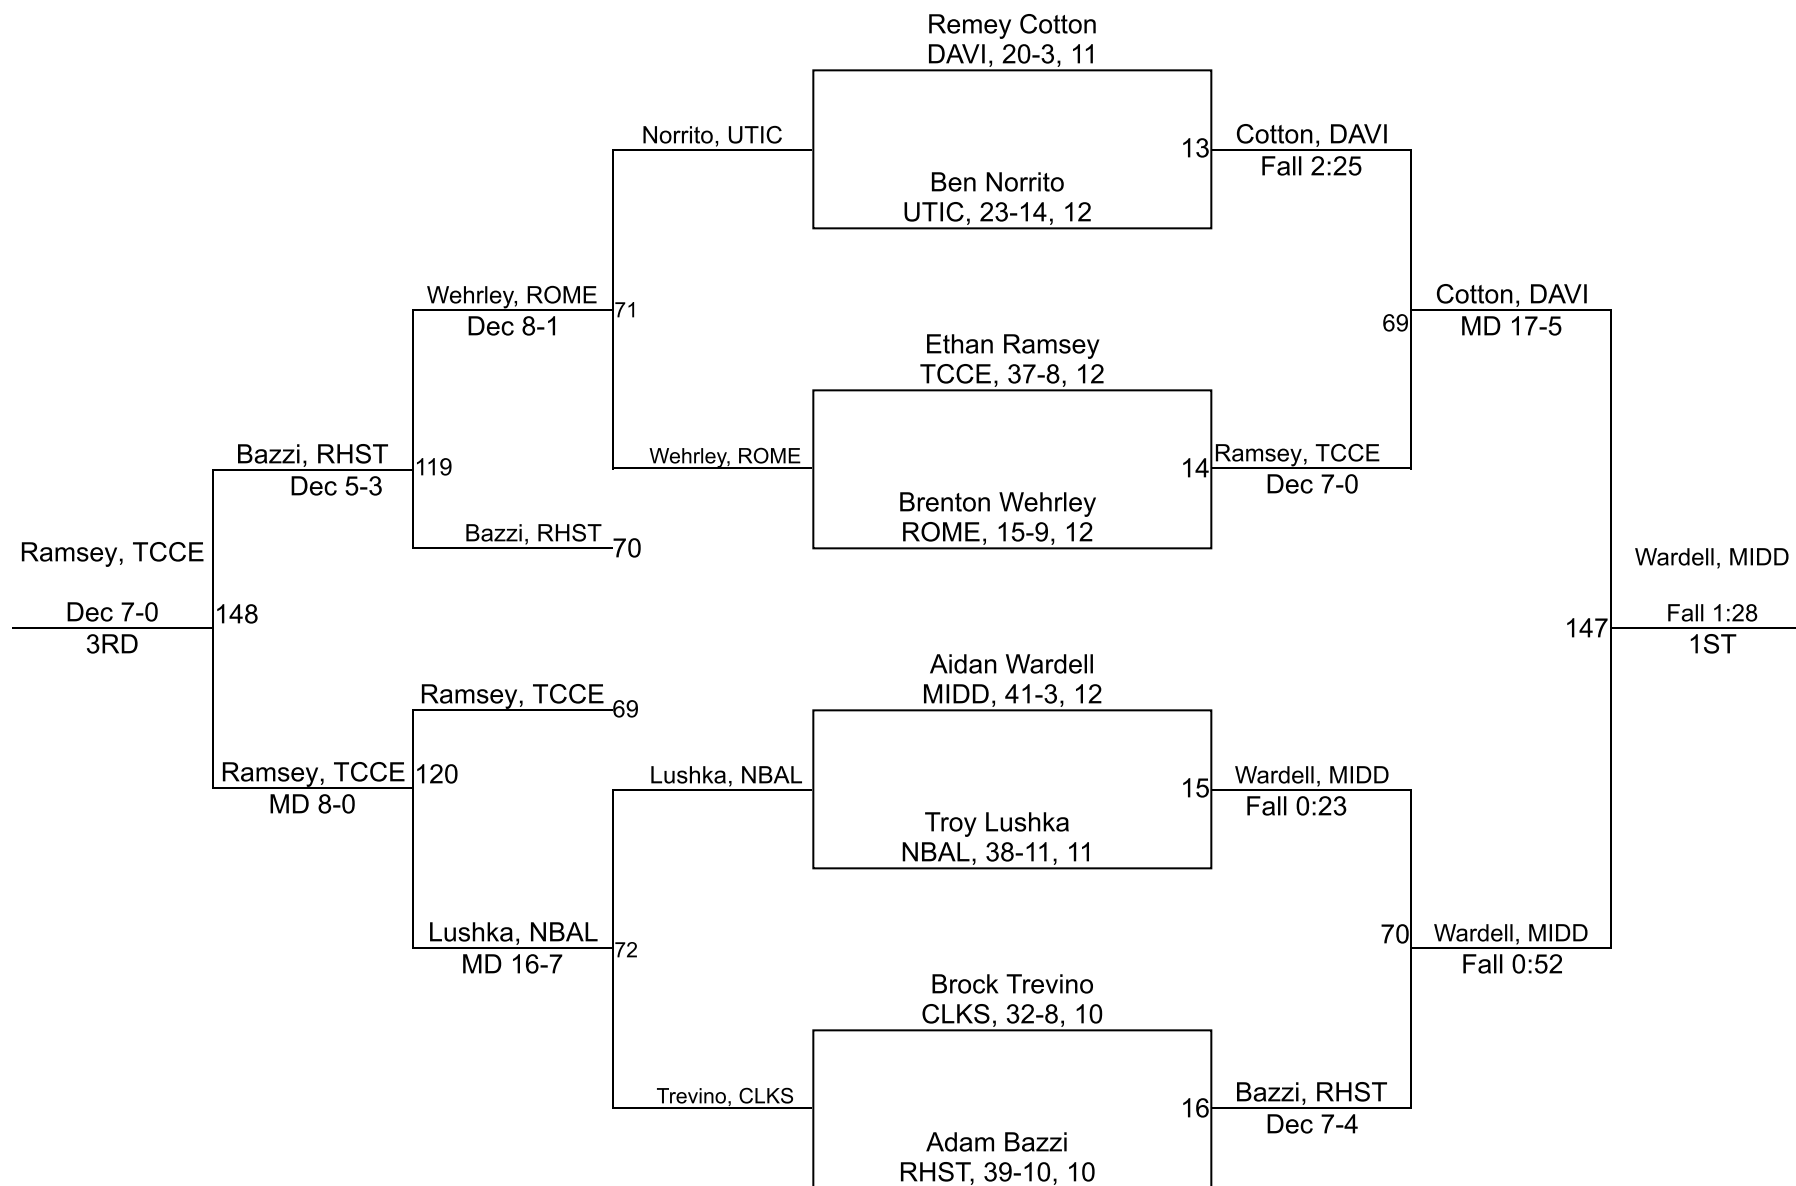 Remey Cotton
DAVI, 20-3, 11
Norrito, UTIC
13
Cotton, DAVI
Fall 2:25
Ben Norrito
UTIC, 23-14, 12
Wehrley, ROME
Dec 8-1
71
Cotton, DAVI
MD 17-5
69
Ethan Ramsey
TCCE, 37-8, 12
Bazzi, RHST
Dec 5-3
119
Wehrley, ROME
14
Ramsey, TCCE
Dec 7-0
Brenton Wehrley
ROME, 15-9, 12
Bazzi, RHST
70
Ramsey, TCCE
Dec 7-0
3RD
148
147
Wardell, MIDD
Fall 1:28
1ST
Aidan Wardell
MIDD, 41-3, 12
Ramsey, TCCE
69
Ramsey, TCCE
MD 8-0
120
Lushka, NBAL
15
Wardell, MIDD
Fall 0:23
Troy Lushka
NBAL, 38-11, 11
Lushka, NBAL
MD 16-7
72
70
Wardell, MIDD
Fall 0:52
Brock Trevino
CLKS, 32-8, 10
Trevino, CLKS
16
Bazzi, RHST
Dec 7-4
Adam Bazzi
RHST, 39-10, 10